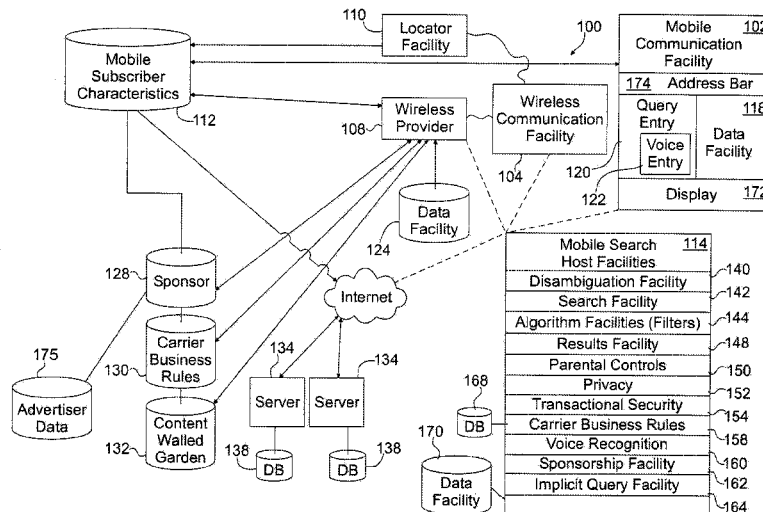 110
Locator
Facility
100
Mobile
Subscriber
Characteristics
112
Wireless
Provider
108
Wireless
Communication
Facility
104
Mobile 102
Communication
Facility
174 Address Bar
Query
Entry
118
Data
Facility
Voice
Entry
120
122
Display 172
Data
Facility
124
128
Sponsor
Internet
Carrier
Business
Rules
130
134
134
Server
Server
175
Advertiser
Data
Content
Walled
Garden
132
138
DB
DB
138
Mobile Search 114
Host Facilities
140
Disambiguation Facility
142
Search Facility
144
Algorithm Facilities (Filters)
148
Results Facility
150
Parental Controls
152
Privacy
Transactional Security
154
168
DB
Carrier Business Rules
158
Voice Recognition
160
170
Data
Facility
Sponsorship Facility
162
Implicit Query Facility
164